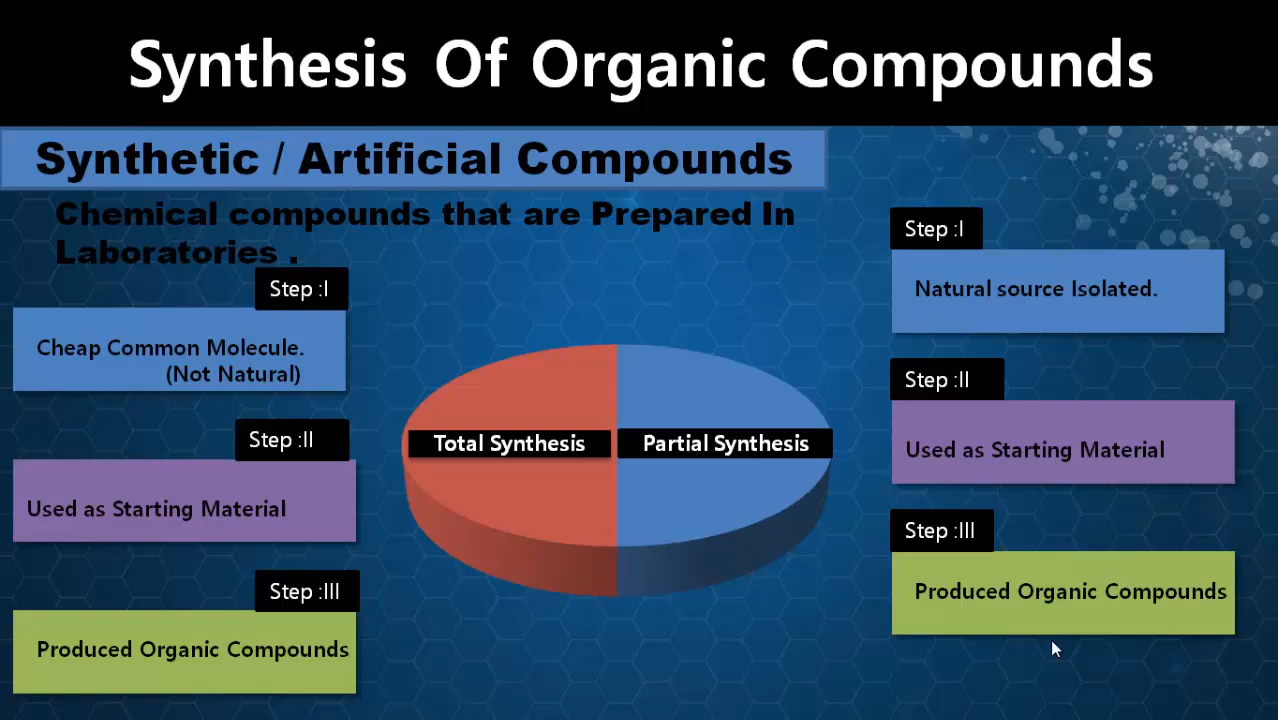 Synthesis Of Organic Compounds
Synthetic / Artificial Compounds
Chemical compounds that are Prepared In
Laboratories .
Step :I
Cheap Common Molecule.
(Not Natural)
Step :II
Used as Starting Material
Step :III
Produced Organic Compounds
Total Synthesis
Partial Synthesis
Step :I
Natural source Isolated.
Step :II
Used as Starting Material
Step :III
Produced Organic Compounds